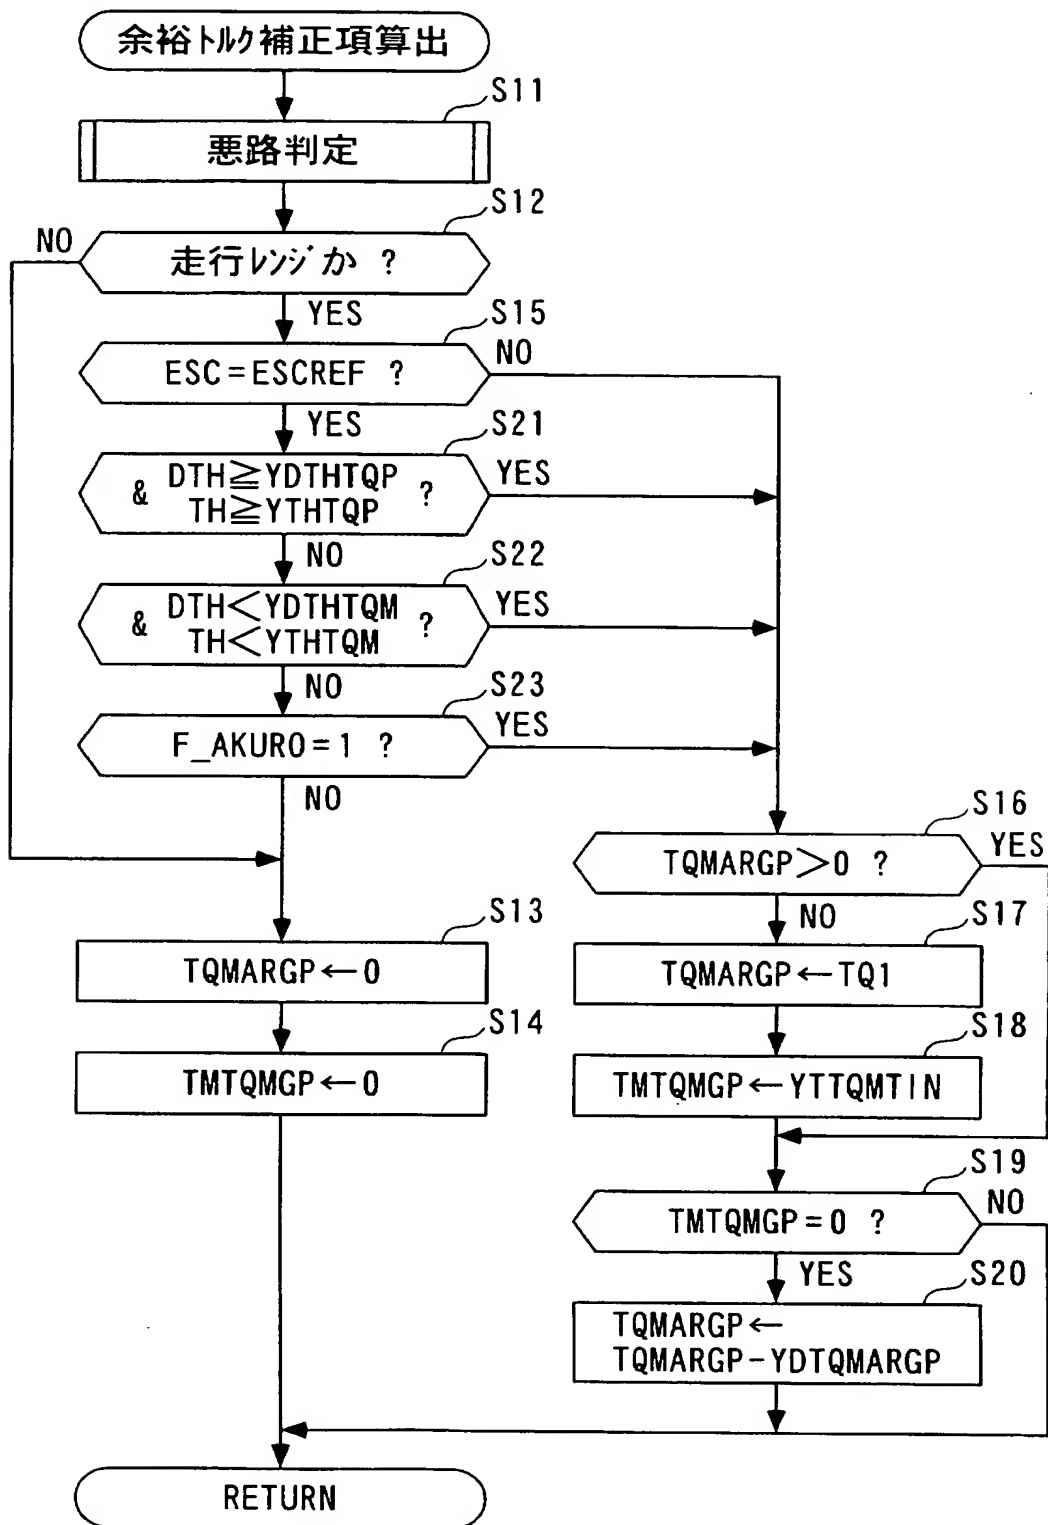 余裕ﾄﾙｸ補正項算出
S11
悪路判定
S12
NO
走行ﾚﾝｼﾞか ?
YES
S15
ESC=ESCREF ?
NO
YES
S21
& DTH≧YDTHTQP ?
TH≧YTHTQP
YES
NO
S22
& DTH<YDTHTQM ?
TH<YTHTQM
YES
NO
S23
F_AKURO=1 ?
YES
NO
S16
TQMARGP>0 ?
YES
NO
S13
TQMARGP←0
S17
TQMARGP←TQ1
S14
TMTQMGP←0
S18
TMTQMGP←YTTQMTIN
S19
TMTQMGP=0 ?
NO
YES
S20
TQMARGP←
TQMARGP-YDTQMARGP
RETURN